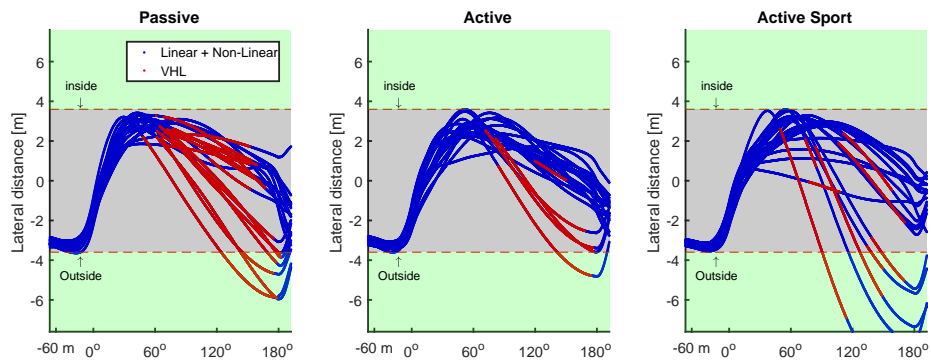 Passive
Active
Active Sport
Linear + Non-Linear
VHL
Lateral distance [m]
6
4
2
0
-2
-4
-6
inside
↓
Outside
↑
-60 m 0° 60° 120° 180°
Lateral distance [m]
6
4
2
0
-2
-4
-6
inside
↓
Outside
↑
-60 m 0° 60° 120° 180°
Lateral distance [m]
6
4
2
0
-2
-4
-6
inside
↓
Outside
↑
-60 m 0° 60° 120° 180°